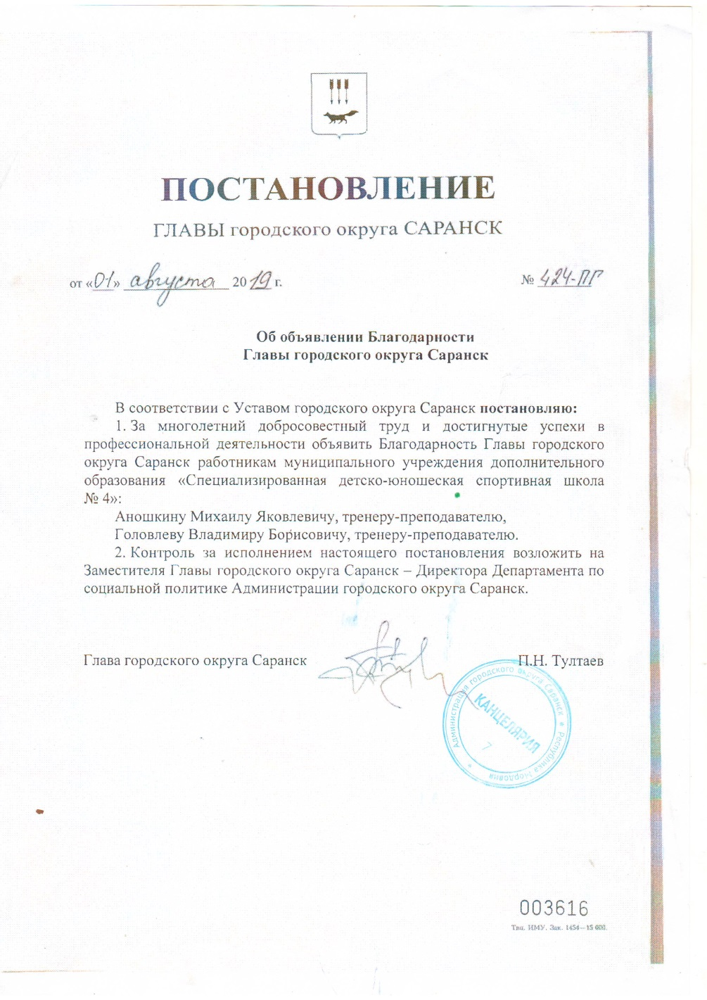 ПОСТАНОВЛЕНИЕ
ГЛАВЫ городского округа САРАНСК
от «01» августа 2019 г. № 424-ПГ
Об объявлении Благодарности
Главы городского округа Саранск
В соответствии с Уставом городского округа Саранск постановляю:
1. За многолетний добросовестный труд и достигнутые успехи в
профессиональной деятельности объявить Благодарность Главы городского
округа Саранск работникам муниципального учреждения дополнительного
образования «Специализированная детско-юношеская спортивная школа
№ 4»:
Аношкину Михаилу Яковлевичу, тренеру-преподавателю,
Головлеву Владимиру Борисовичу, тренеру-преподавателю.
2. Контроль за исполнением настоящего постановления возложить на
Заместителя Главы городского округа Саранск – Директора Департамента по
социальной политике Администрации городского округа Саранск.
Глава городского округа Саранск П.Н. Тултаев
Администрация городского округа Саранск * Республика Мордовия *
КАНЦЕЛЯРИЯ
7
003616
Тип. ИМУ. Зак. 1454—15 000.